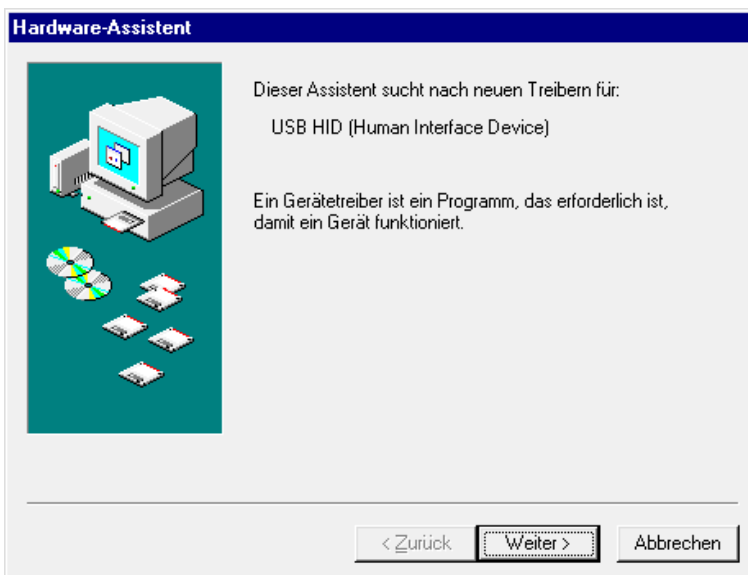 Hardware-Assistent
Dieser Assistent sucht nach neuen Treibern für:
USB HID (Human Interface Device)
Ein Gerätetreiber ist ein Programm, das erforderlich ist,
damit ein Gerät funktioniert.
< Zurück
Weiter >
Abbrechen